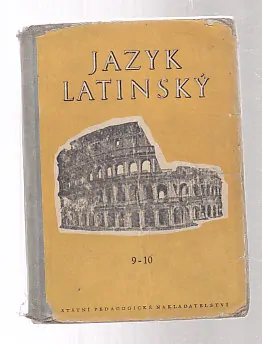 JAZYK
LATINSKÝ
9-10
STÁTNÍ PEDAGOGICKÉ NAKLADATELSTVÍ